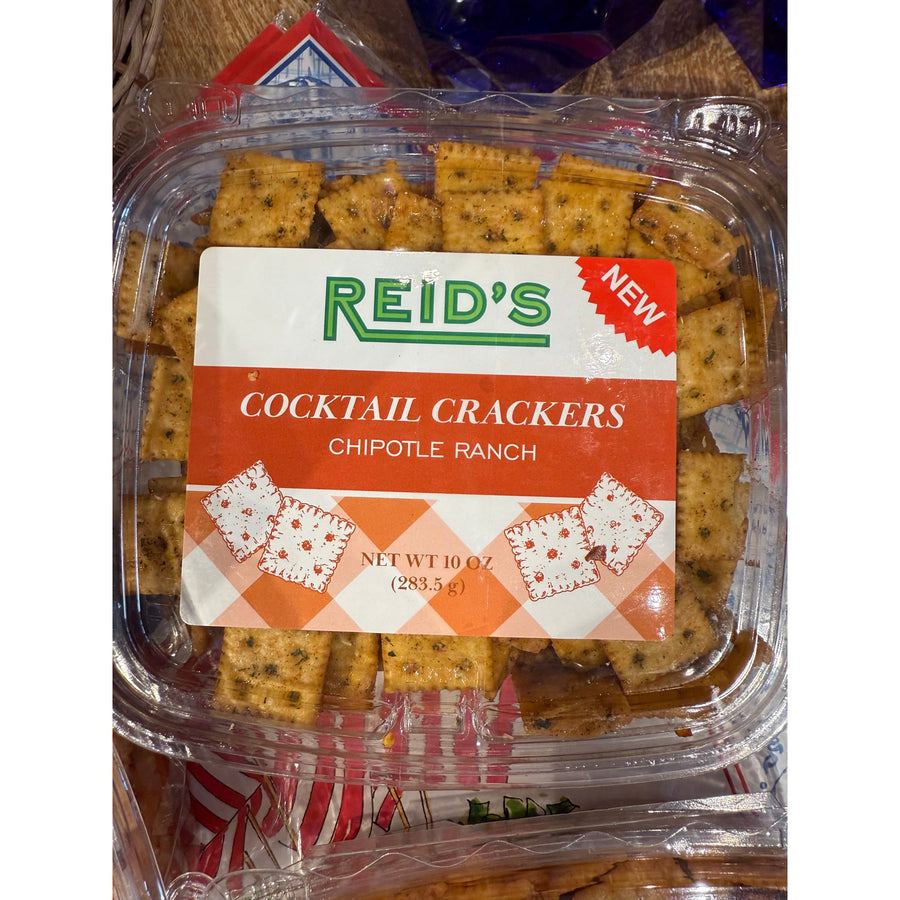 REID'S
NEW
COCKTAIL CRACKERS
CHIPOTLE RANCH
NET WT 10 OZ
(283.5 g)